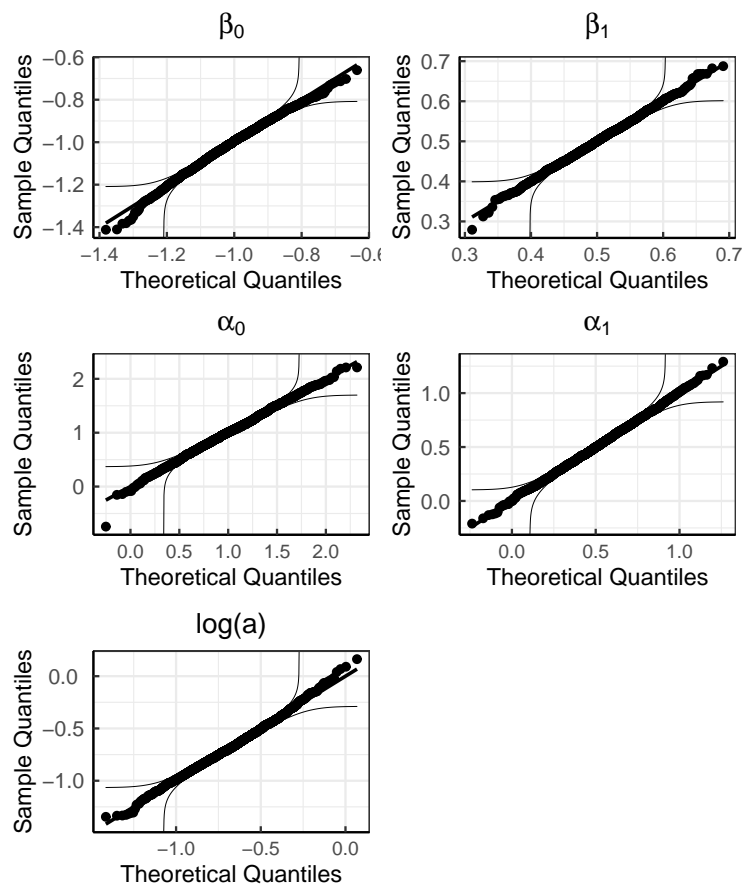 β0
−0.6
−0.8
−1.0
−1.2
−1.4
Sample Quantiles
−1.4 −1.2 −1.0 −0.8 −0.6
Theoretical Quantiles
β1
0.7
0.6
0.5
0.4
0.3
Sample Quantiles
0.3 0.4 0.5 0.6 0.7
Theoretical Quantiles
α0
2
1
0
Sample Quantiles
0.0 0.5 1.0 1.5 2.0
Theoretical Quantiles
α1
1.0
0.5
0.0
Sample Quantiles
0.0 0.5 1.0
Theoretical Quantiles
log(a)
0.0
−0.5
−1.0
Sample Quantiles
−1.0 −0.5 0.0
Theoretical Quantiles